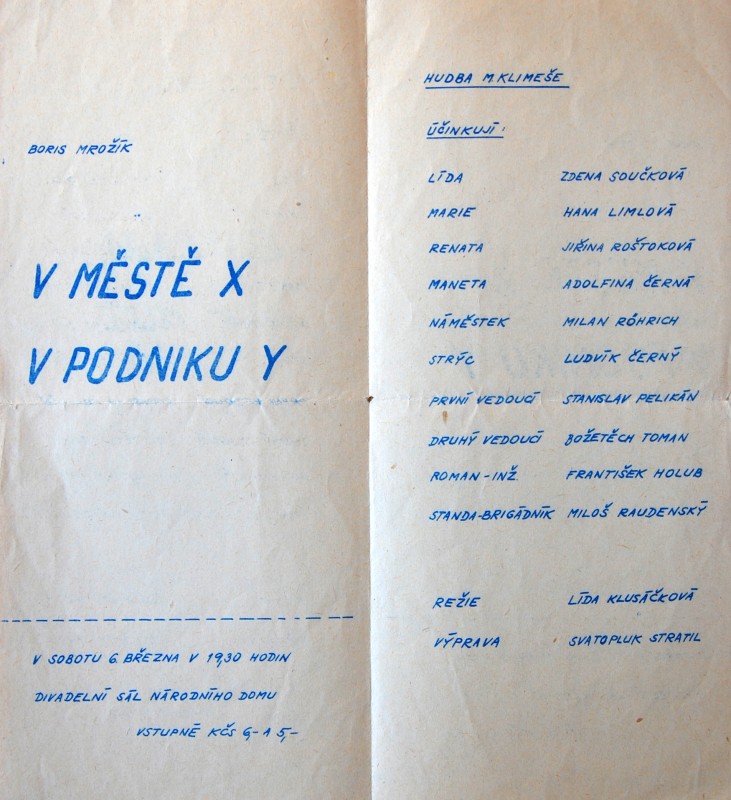 BORIS MROŽÍK
V MĚSTĚ X
V PODNIKU Y
V SOBOTU 6. BŘEZNA V 19,30 HODIN
DIVADELNÍ SÁL NÁRODNÍHO DOMU
VSTUPNÉ KČS 6,- A 5,-
HUDBA M. KLIMEŠE
ÚČINKUJÍ:
LÍDA ZDENA SOUČKOVÁ
MARIE HANA LIMLOVÁ
RENATA JIŘINA ROŠTOKOVÁ
MANETA ADOLFINA ČERNÁ
NÁMĚSTEK MILAN RÖHRICH
STRÝC LUDVÍK ČERNÝ
PRVNÍ VEDOUCÍ STANISLAV PELIKÁN
DRUHÝ VEDOUCÍ BOŽETĚCH TOMAN
ROMAN-INŽ. FRANTIŠEK HOLUB
STANDA-BRIGÁDNÍK MILOŠ RAUDENSKÝ
REŽIE LÍDA KLUSÁČKOVÁ
VÝPRAVA SVATOPLUK STRATIL